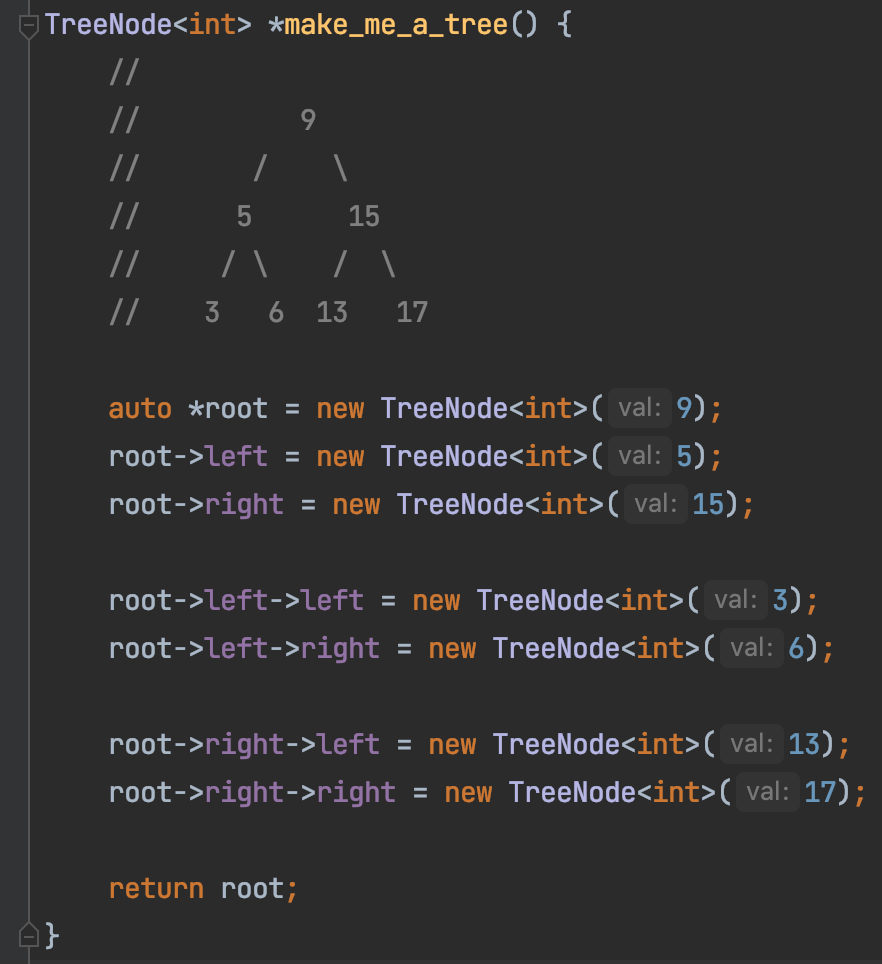 TreeNode<int> *make_me_a_tree() {
    //
    //          9
    //       /    \
    //      5      15
    //     / \    /  \
    //    3   6  13   17

    auto *root = new TreeNode<int>( val: 9);
    root->left = new TreeNode<int>( val: 5);
    root->right = new TreeNode<int>( val: 15);

    root->left->left = new TreeNode<int>( val: 3);
    root->left->right = new TreeNode<int>( val: 6);

    root->right->left = new TreeNode<int>( val: 13);
    root->right->right = new TreeNode<int>( val: 17);

    return root;
}